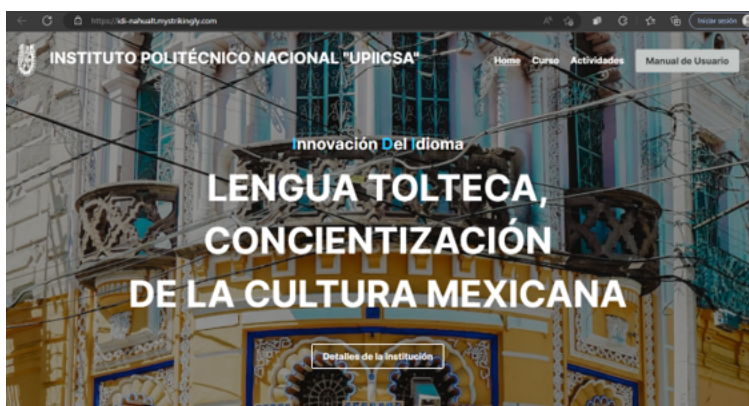 https://idi-nahualt.mystrikingly.com
Iniciar sesión
INSTITUTO POLITÉCNICO NACIONAL "UPIICSA"
Home Curso Actividades Manual de Usuario
Innovación Del Idioma
LENGUA TOLTECA,
CONCIENTIZACIÓN
DE LA CULTURA MEXICANA
Detalles de la Institución